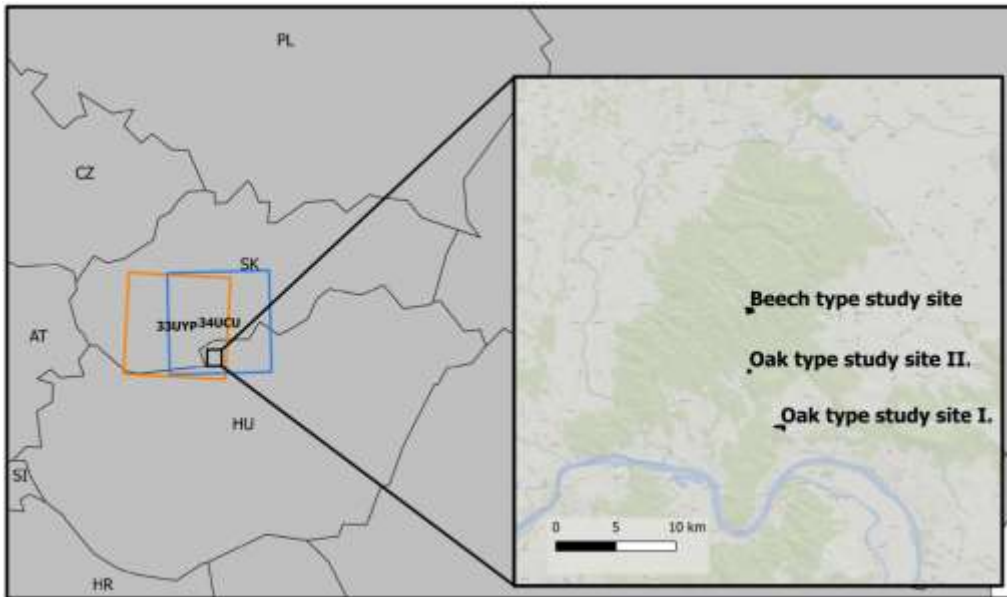 PL
CZ
SK
33UYP
34UCU
AT
HU
SI
HR
Beech type study site
Oak type study site II.
Oak type study site I.
0 5 10 km